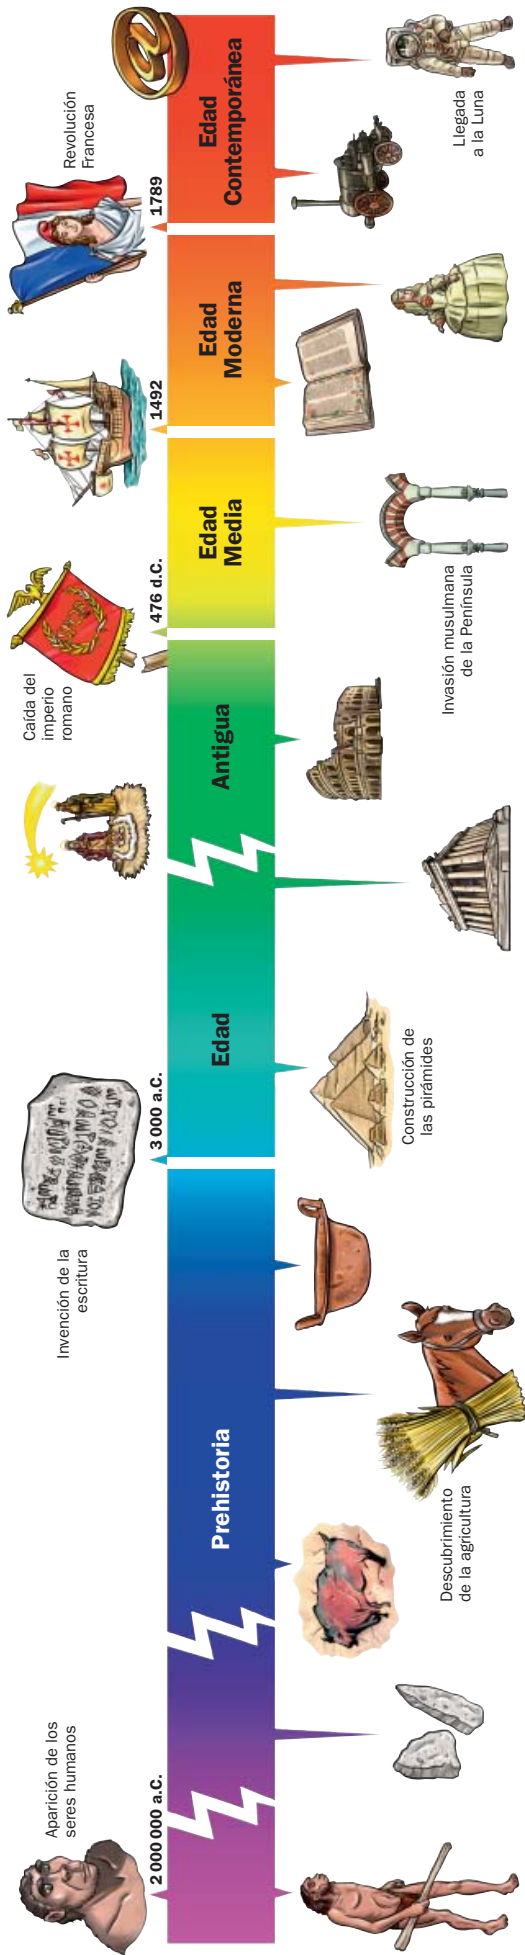 Aparición de los
seres humanos
2 000 000 a.C.
Invención de la
escritura
3 000 a.C.
Caída del
imperio
romano
476 d.C.
1492
Revolución
Francesa
1789
Prehistoria
Edad
Antigua
Edad
Media
Edad
Moderna
Edad
Contemporánea
@
Descubrimiento
de la agricultura
Construcción de
las pirámides
Invasión musulmana
de la Península
Llegada
a la Luna